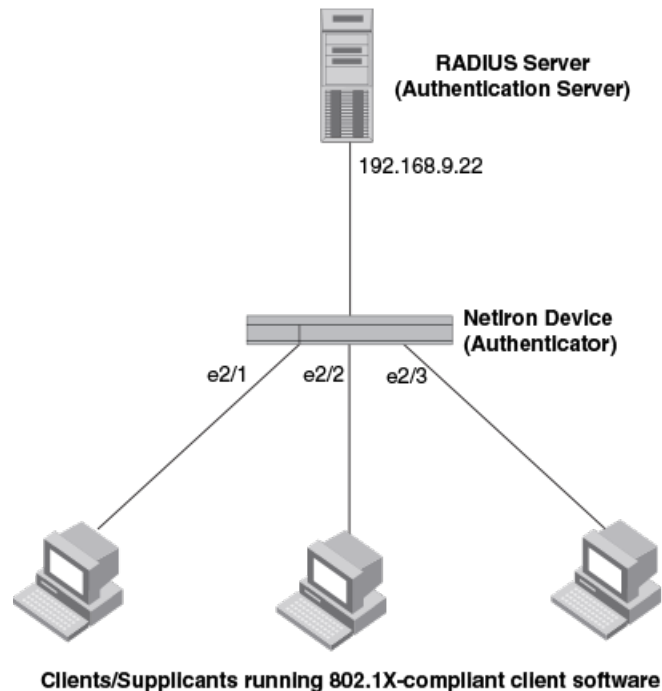 RADIUS Server
(Authentication Server)
192.168.9.22
NetIron Device
(Authenticator)
e2/1
e2/2
e2/3
Clients/Supplicants running 802.1X-compliant client software